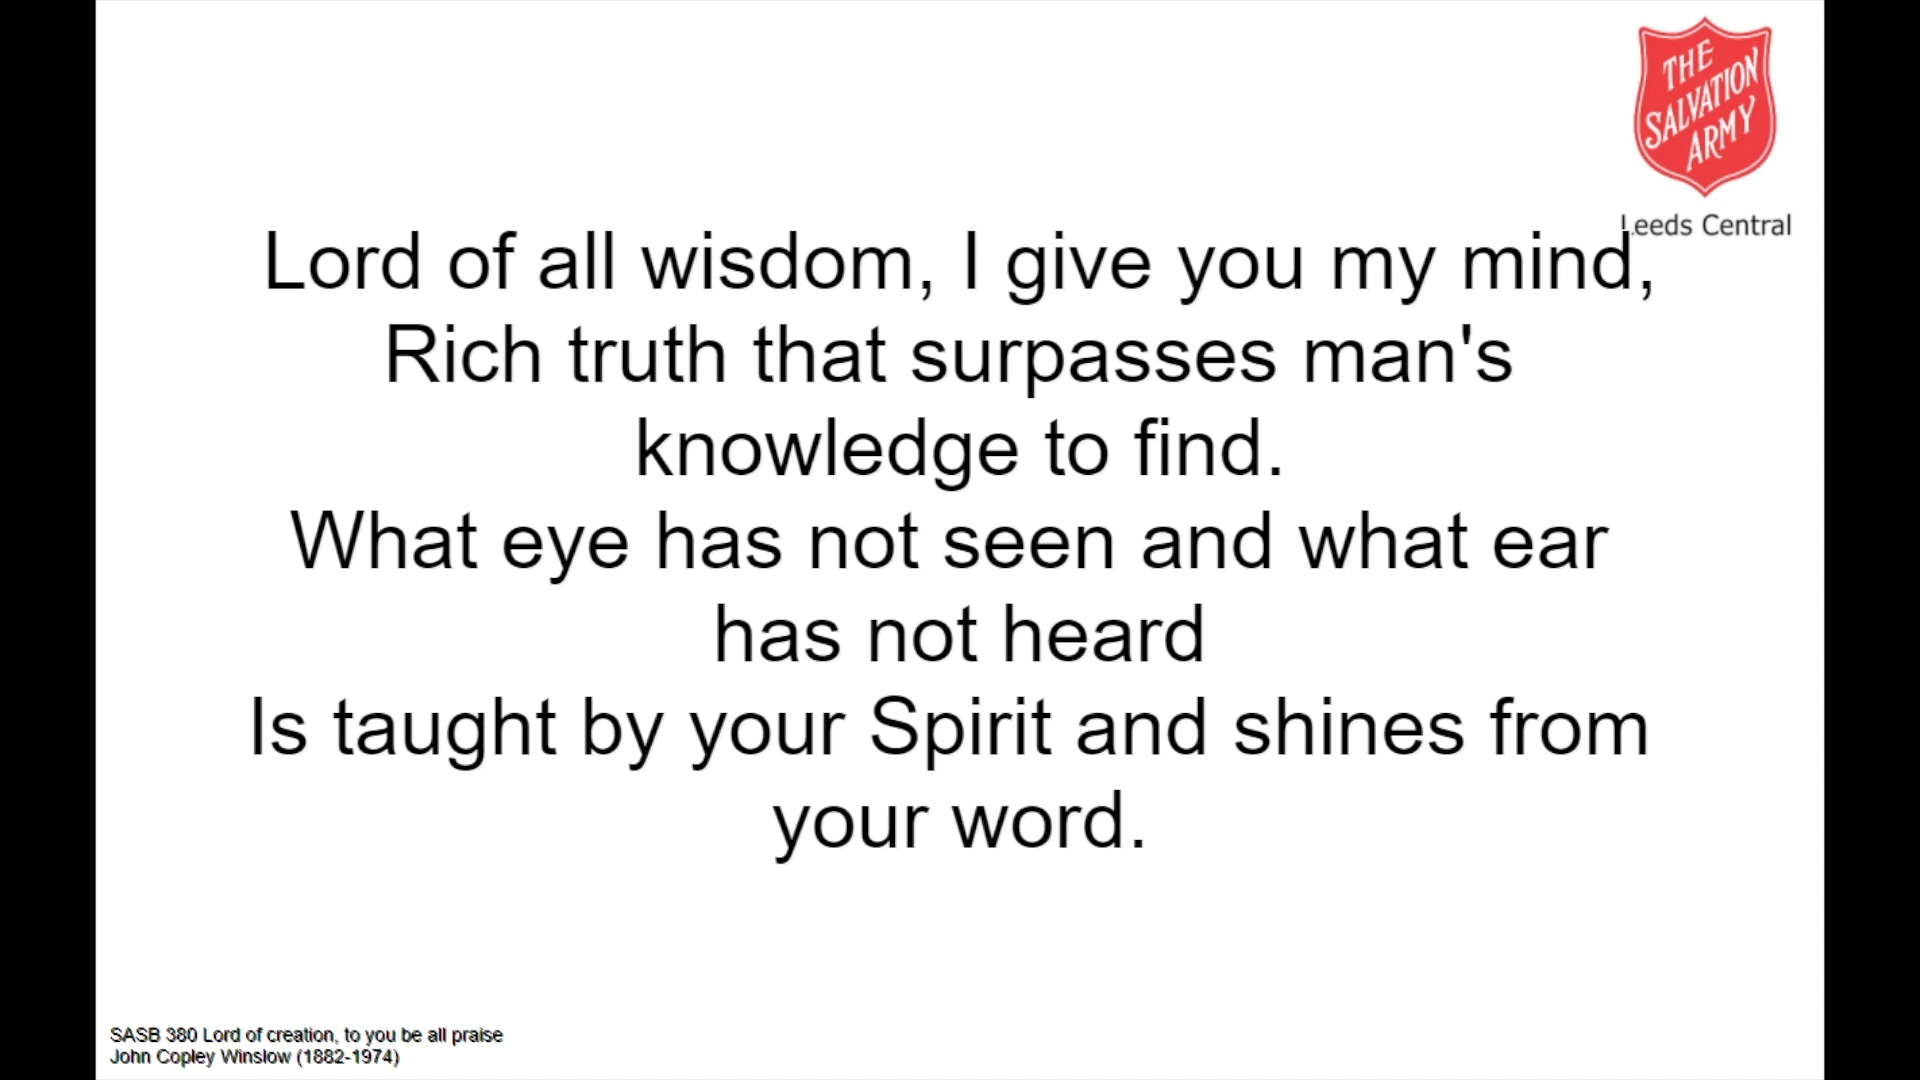 THE
SALVATION
ARMY
Leeds Central
Lord of all wisdom, I give you my mind,
Rich truth that surpasses man's
knowledge to find.
What eye has not seen and what ear
has not heard
Is taught by your Spirit and shines from
your word.
SASB 380 Lord of creation, to you be all praise
John Copley Winslow (1882-1974)